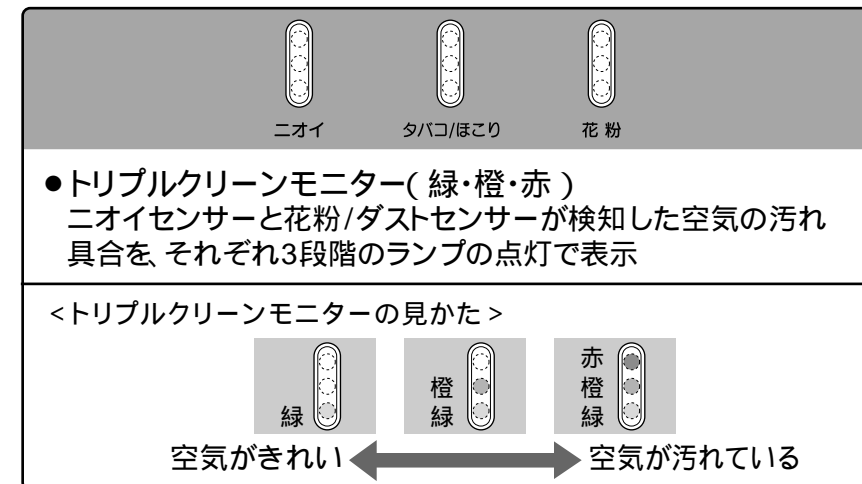 ニオイ タバコ/ほこり 花 粉
●トリプルクリーンモニター( 緑・橙・赤 )
ニオイセンサーと花粉/ダストセンサーが検知した空気の汚れ
具合を、それぞれ3段階のランプの点灯で表示
<トリプルクリーンモニターの見かた>
緑 橙 緑 赤 橙 緑
空気がきれい 空気が汚れている